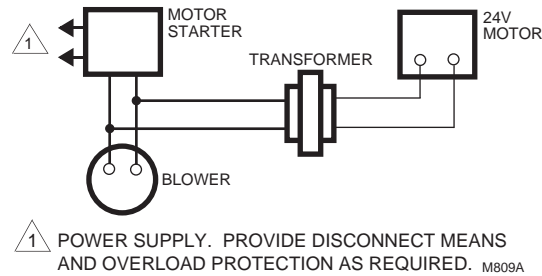 MOTOR
STARTER
24V
MOTOR
1
TRANSFORMER
BLOWER
1 POWER SUPPLY. PROVIDE DISCONNECT MEANS
AND OVERLOAD PROTECTION AS REQUIRED. M809A